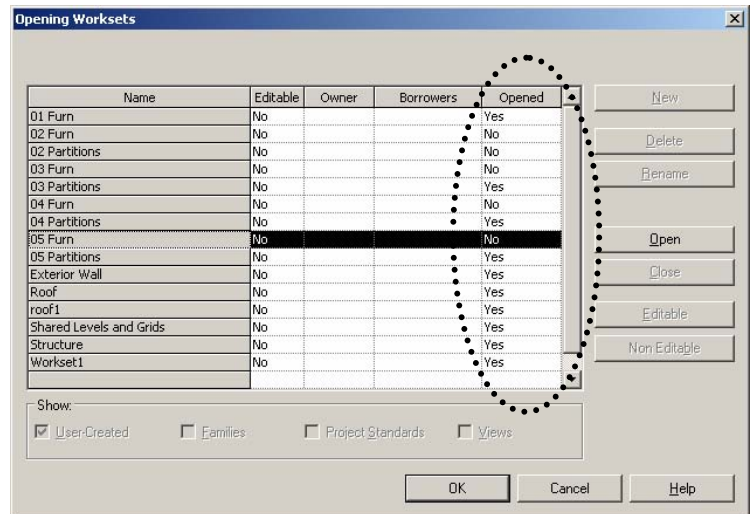 Opening Worksets
Name Editable Owner Borrowers Opened New
01 Furn No Yes
02 Furn No No
Delete
02 Partitions No No
03 Furn No No
Rename
03 Partitions No Yes
04 Furn No No
04 Partitions No Yes
05 Furn No No Open
05 Partitions No Yes
Exterior Wall No Yes Close
Roof No Yes
roof1 No Yes Editable
Shared Levels and Grids No Yes
Structure No Yes Non Editable
Workset1 No Yes
Show:
User-Created Families Project Standards Views
OK Cancel Help